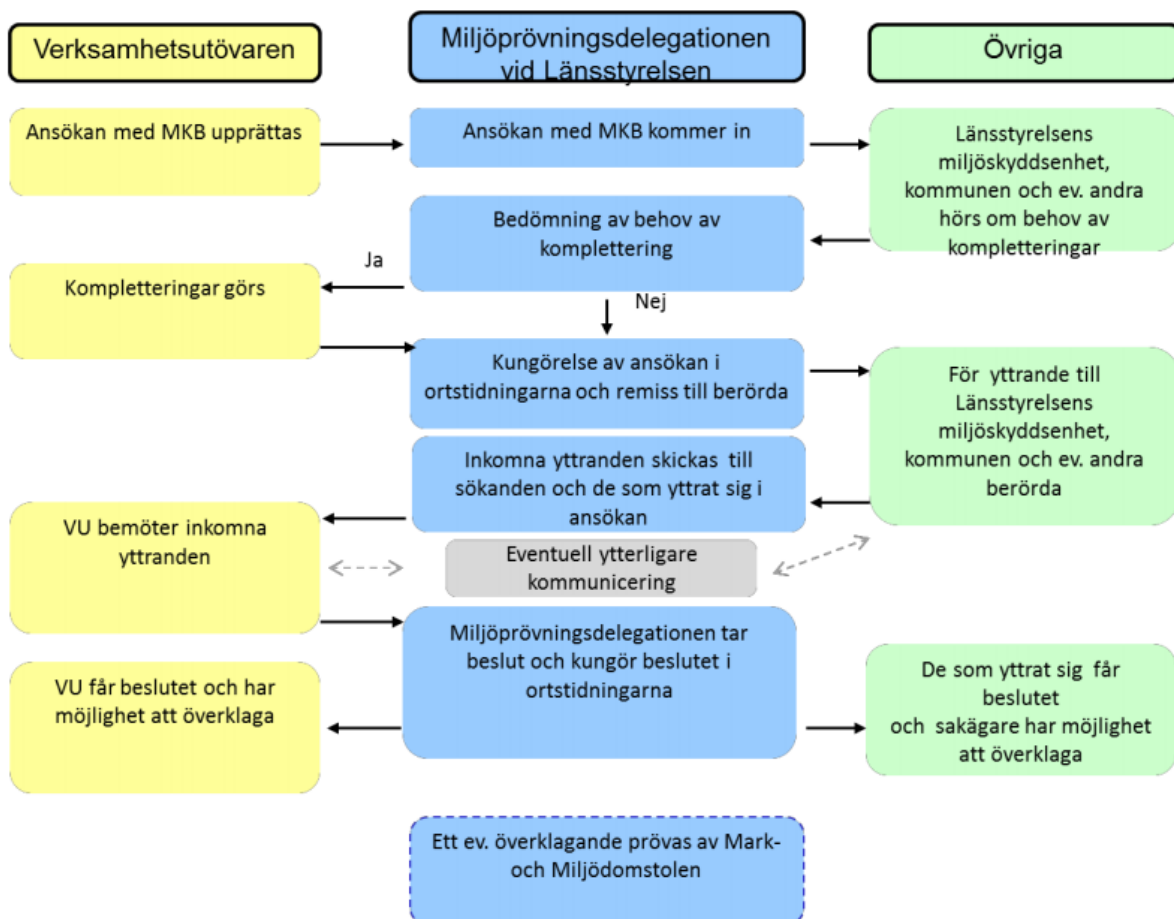 Verksamhetsutövaren
Miljöprövningsdelegationen
vid Länsstyrelsen
Övriga
Ansökan med MKB upprättas
Ansökan med MKB kommer in
Länsstyrelsens
miljöskyddsenhet,
kommunen och ev. andra
hörs om behov av
kompletteringar
Bedömning av behov av
komplettering
Ja
Kompletteringar görs
Nej
Kungörelse av ansökan i
ortstidningarna och remiss till berörda
För yttrande till
Länsstyrelsens
miljöskyddsenhet,
kommunen och ev. andra
berörda
Inkomna yttranden skickas till
sökanden och de som yttrat sig i
ansökan
VU bemöter inkomna
yttranden
Eventuell ytterligare
kommunicering
Miljöprövningsdelegationen tar
beslut och kungör beslutet i
ortstidningarna
VU får beslutet och har
möjlighet att överklaga
De som yttrat sig får
beslutet
och sakägare har möjlighet
att överklaga
Ett ev. överklagande prövas av Mark-
och Miljödomstolen